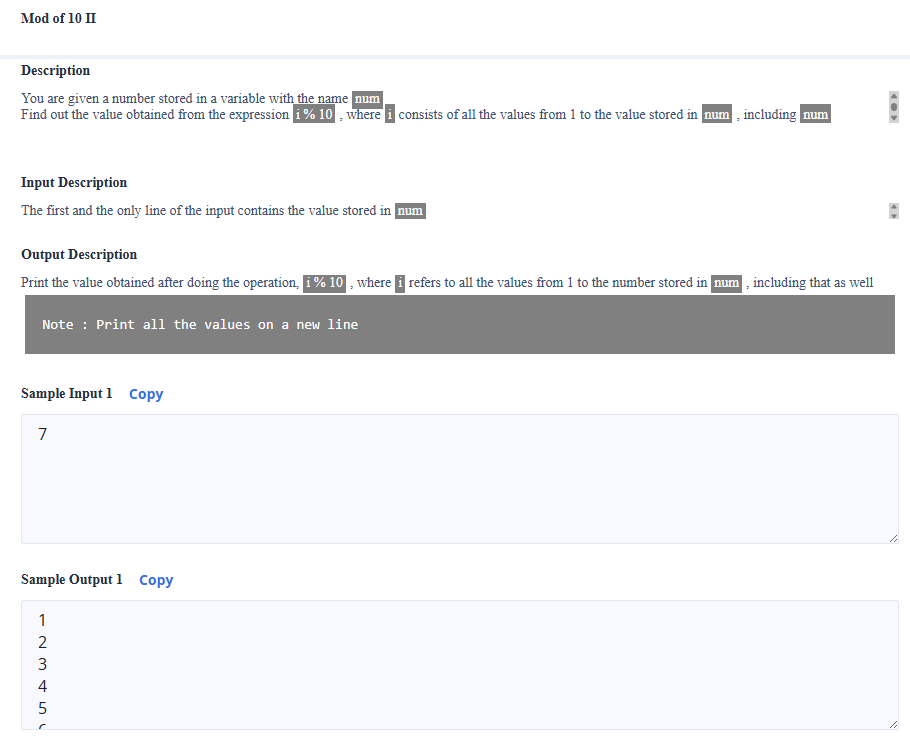 Mod of 10 II
Description
You are given a number stored in a variable with the name num
Find out the value obtained from the expression i % 10 , where i consists of all the values from 1 to the value stored in num , including num
Input Description
The first and the only line of the input contains the value stored in num
Output Description
Print the value obtained after doing the operation, i % 10 , where i refers to all the values from 1 to the number stored in num , including that as well
Note : Print all the values on a new line
Sample Input 1 Copy
7
Sample Output 1 Copy
1
2
3
4
5